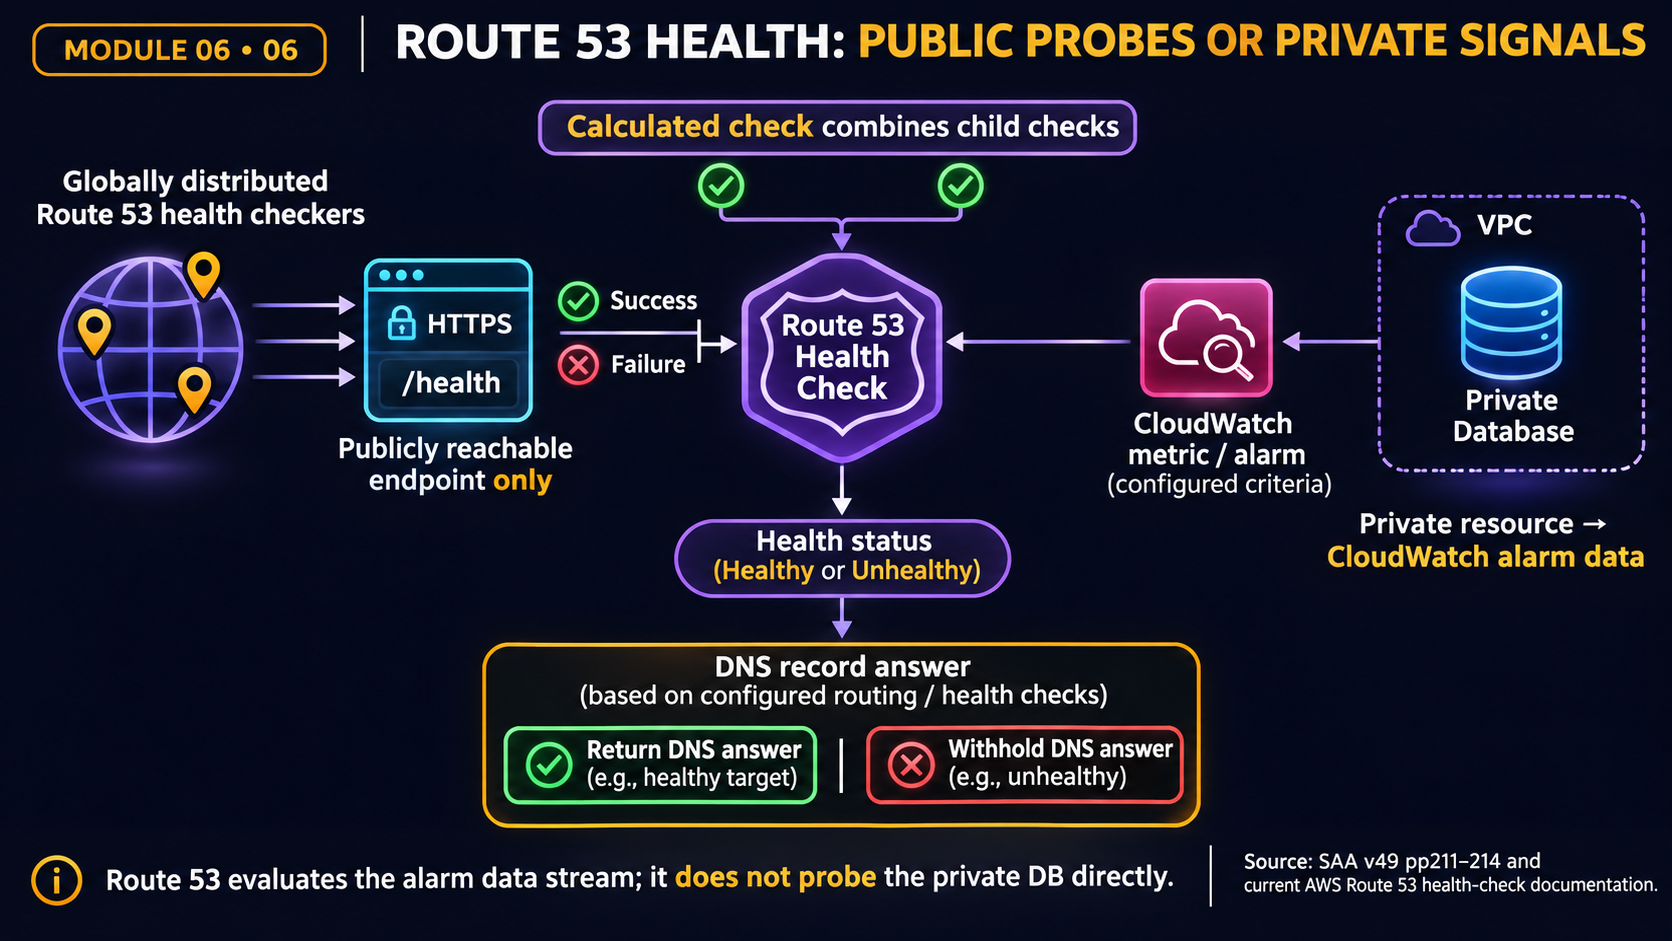 MODULE 06 • 06
ROUTE 53 HEALTH: PUBLIC PROBES OR PRIVATE SIGNALS
Calculated check combines child checks
Globally distributed
Route 53 health checkers
HTTPS
/health
Publicly reachable
endpoint only
Success
Failure
Route 53
Health
Check
CloudWatch
metric / alarm
(configured criteria)
VPC
Private
Database
Private resource →
CloudWatch alarm data
Health status
(Healthy or Unhealthy)
DNS record answer
(based on configured routing / health checks)
Return DNS answer
(e.g., healthy target)
Withhold DNS answer
(e.g., unhealthy)
i
Route 53 evaluates the alarm data stream; it does not probe the private DB directly.
Source: SAA v49 pp211–214 and
current AWS Route 53 health-check documentation.